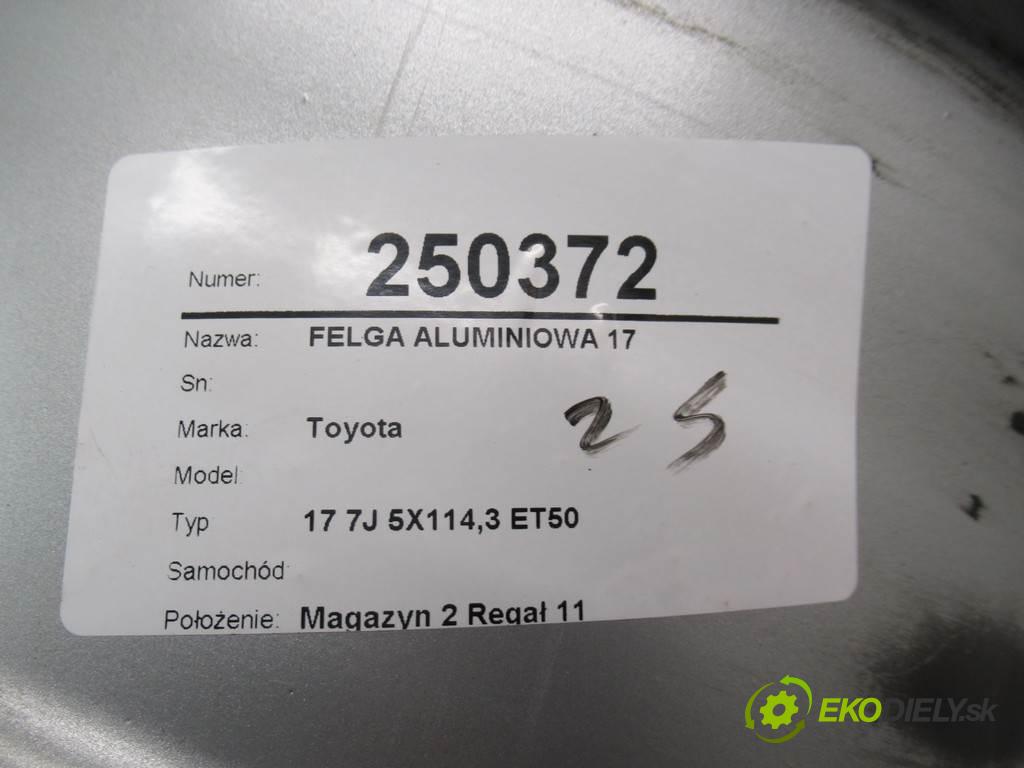 Numer: 250372
Nazwa: FELGA ALUMINIOWA 17
Sn:
Marka: Toyota
2 5
Model
Typ 17 7J 5X114,3 ET50
Samochód
Położenie: Magazyn 2 Regał 11
EKODIELY.sk